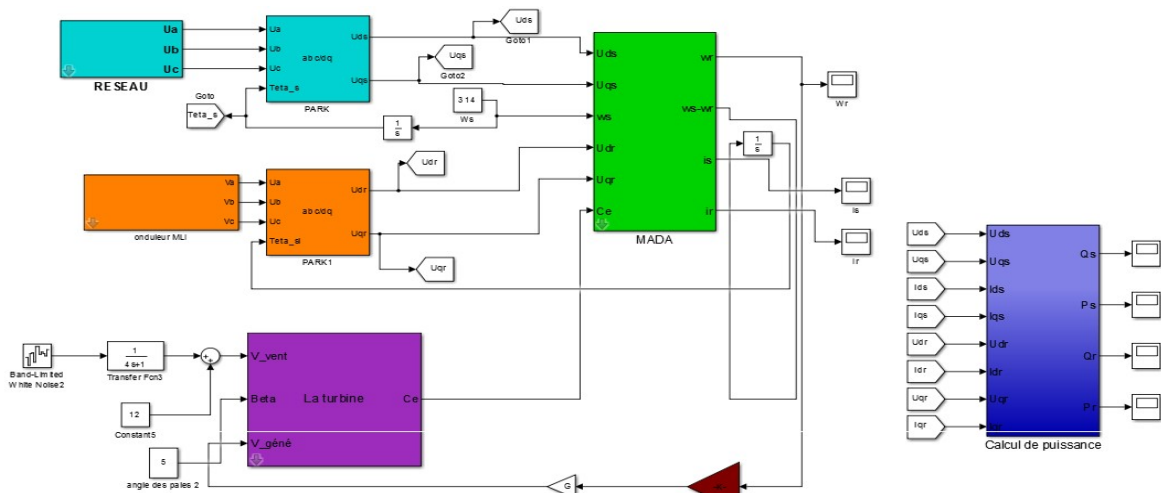 RESEAU
Ua
Ub
Uc
Ua
Ub
Uc
Teta_s
abc/dq
Uds
Uqs
PARK
Uds
Goto1
Uqs
Goto2
Goto
Teta_s
1
s
314
Ws
onduleur MLI
Va
Vb
Vc
Ua
Ub
Uc
Teta_sl
abc/dq
Udr
Uqr
PARK1
Udr
Uqr
Uds
Uqs
ws
Udr
Uqr
Ce
wr
ws-wr
is
ir
MADA
1
s
Wr
Is
Ir
Band-Limited
White Noise2
1
4s+1
Transfer Fcn3
12
Constant5
5
angle des pales 2
V_vent
Beta
V_géné
La turbine
Ce
G
Uds
Uqs
Ids
Iqs
Udr
Idr
Uqr
Iqr
Uds
Uqs
Ids
Iqs
Udr
Idr
Uqr
Qs
Ps
Qr
Pr
Calcul de puissance